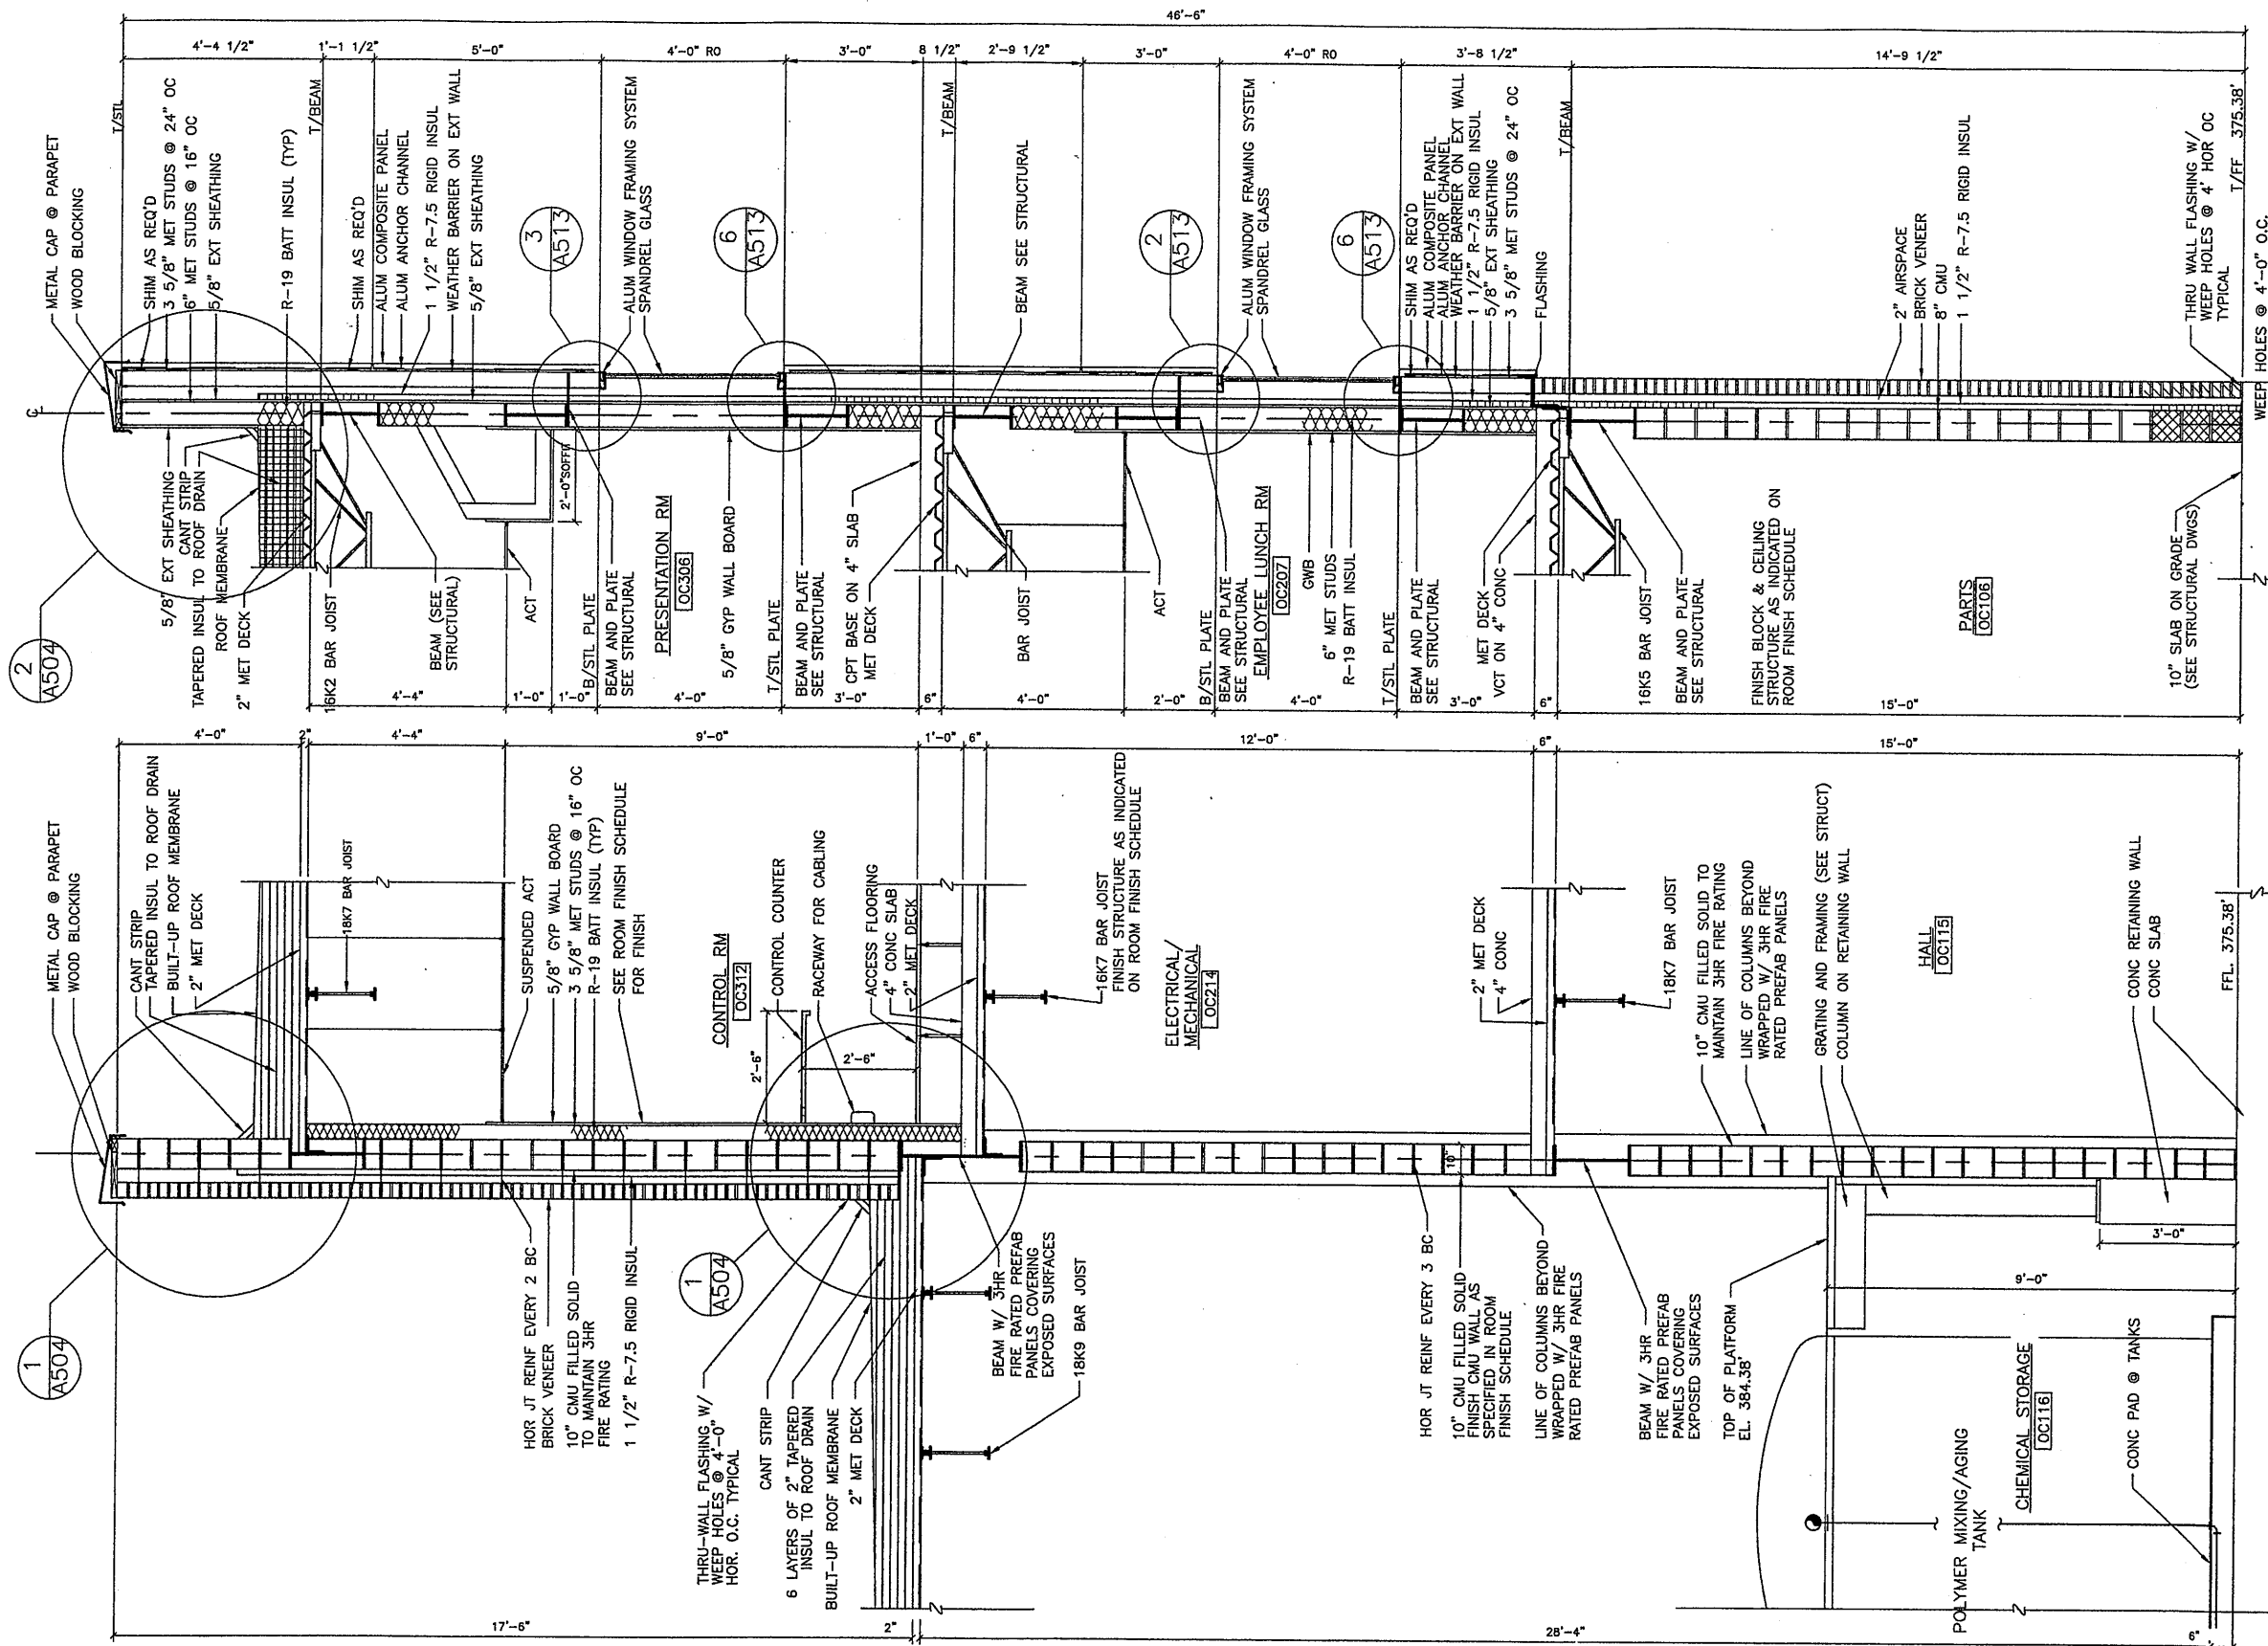 46'-6"
4'-4 1/2"
1'-1 1/2"
5'-0"
4'-0" RO
3'-0"
8 1/2"
2'-9 1/2"
3'-0"
4'-0" RO
3'-8 1/2"
14'-9 1/2"
METAL CAP @ PARAPET
WOOD BLOCKING
T/STL
SHIM AS REQ'D
3 5/8" MET STUDS @ 24" OC
6" MET STUDS @ 16" OC
5/8" EXT SHEATHING
R-19 BATT INSUL (TYP)
T/BEAM
SHIM AS REQ'D
ALUM COMPOSITE PANEL
ALUM ANCHOR CHANNEL
1 1/2" R-7.5 RIGID INSUL
WEATHER BARRIER ON EXT WALL
5/8" EXT SHEATHING
3
A513
ALUM WINDOW FRAMING SYSTEM
SPANDREL GLASS
6
A513
T/BEAM
BEAM SEE STRUCTURAL
2
A513
ALUM WINDOW FRAMING SYSTEM
SPANDREL GLASS
6
A513
SHIM AS REQ'D
ALUM COMPOSITE PANEL
ALUM ANCHOR CHANNEL
WEATHER BARRIER ON EXT WALL
1 1/2" R-7.5 RIGID INSUL
5/8" EXT SHEATHING
3 5/8" MET STUDS @ 24" OC
FLASHING
T/BEAM
2" AIRSPACE
BRICK VENEER
8" CMU
1 1/2" R-7.5 RIGID INSUL
THRU WALL FLASHING W/
WEEP HOLES @ 4' HOR OC
TYPICAL
T/FF 375.38'
WEEP HOLES @ 4'-0" O.C.
2
A504
5/8" EXT SHEATHING
CANT STRIP
TAPERED INSUL TO ROOF DRAIN
ROOF MEMBRANE
2" MET DECK
16K2 BAR JOIST
BEAM (SEE
STRUCTURAL)
ACT
2'-0" SOFFIT
B/STL PLATE
BEAM AND PLATE
SEE STRUCTURAL
PRESENTATION RM
OC306
5/8" GYP WALL BOARD
T/STL PLATE
BEAM AND PLATE
SEE STRUCTURAL
CPT BASE ON 4" SLAB
MET DECK
BAR JOIST
ACT
B/STL PLATE
BEAM AND PLATE
SEE STRUCTURAL
EMPLOYEE LUNCH RM
OC207
GWB
6" MET STUDS
R-19 BATT INSUL
T/STL PLATE
BEAM AND PLATE
SEE STRUCTURAL
MET DECK
VCT ON 4" CONC
16K5 BAR JOIST
BEAM AND PLATE
SEE STRUCTURAL
FINISH BLOCK & CEILING
STRUCTURE AS INDICATED ON
ROOM FINISH SCHEDULE
PARTS
OC106
10" SLAB ON GRADE
(SEE STRUCTURAL DWGS)
4'-4"
1'-0"
1'-0"
4'-0"
3'-0"
6"
4'-0"
2'-0"
4'-0"
3'-0"
6"
15'-0"
4'-0"
2"
4'-4"
9'-0"
1'-0"
6"
12'-0"
6"
15'-0"
METAL CAP @ PARAPET
WOOD BLOCKING
CANT STRIP
TAPERED INSUL TO ROOF DRAIN
BUILT-UP ROOF MEMBRANE
2" MET DECK
18K7 BAR JOIST
SUSPENDED ACT
5/8" GYP WALL BOARD
3 5/8" MET STUDS @ 16" OC
R-19 BATT INSUL (TYP)
SEE ROOM FINISH SCHEDULE
FOR FINISH
CONTROL RM
OC312
2'-6"
CONTROL COUNTER
2'-6"
RACEWAY FOR CABLING
ACCESS FLOORING
4" CONC SLAB
2" MET DECK
16K7 BAR JOIST
FINISH STRUCTURE AS INDICATED
ON ROOM FINISH SCHEDULE
ELECTRICAL/
MECHANICAL
OC214
2" MET DECK
4" CONC
18K7 BAR JOIST
10" CMU FILLED SOLID TO
MAINTAIN 3HR FIRE RATING
LINE OF COLUMNS BEYOND
WRAPPED W/ 3HR FIRE
RATED PREFAB PANELS
GRATING AND FRAMING (SEE STRUCT)
COLUMN ON RETAINING WALL
HALL
OC115
CONC RETAINING WALL
CONC SLAB
FFL. 375.38'
1
A504
HOR JT REINF EVERY 2 BC
BRICK VENEER
10" CMU FILLED SOLID
TO MAINTAIN 3HR
FIRE RATING
1 1/2" R-7.5 RIGID INSUL
1
A504
THRU-WALL FLASHING W/
WEEP HOLES @ 4'-0"
HOR. O.C. TYPICAL
CANT STRIP
6 LAYERS OF 2" TAPERED
INSUL TO ROOF DRAIN
BUILT-UP ROOF MEMBRANE
2" MET DECK
BEAM W/ 3HR
FIRE RATED PREFAB
PANELS COVERING
EXPOSED SURFACES
18K9 BAR JOIST
10"
HOR JT REINF EVERY 3 BC
10" CMU FILLED SOLID
FINISH CMU WALL AS
SPECIFIED IN ROOM
FINISH SCHEDULE
LINE OF COLUMNS BEYOND
WRAPPED W/ 3HR FIRE
RATED PREFAB PANELS
BEAM W/ 3HR
FIRE RATED PREFAB
PANELS COVERING
EXPOSED SURFACES
TOP OF PLATFORM
EL. 384.38'
3'-0"
9'-0"
POLYMER MIXING/AGING
TANK
CHEMICAL STORAGE
OC116
CONC PAD @ TANKS
17'-6"
2"
28'-4"
6"